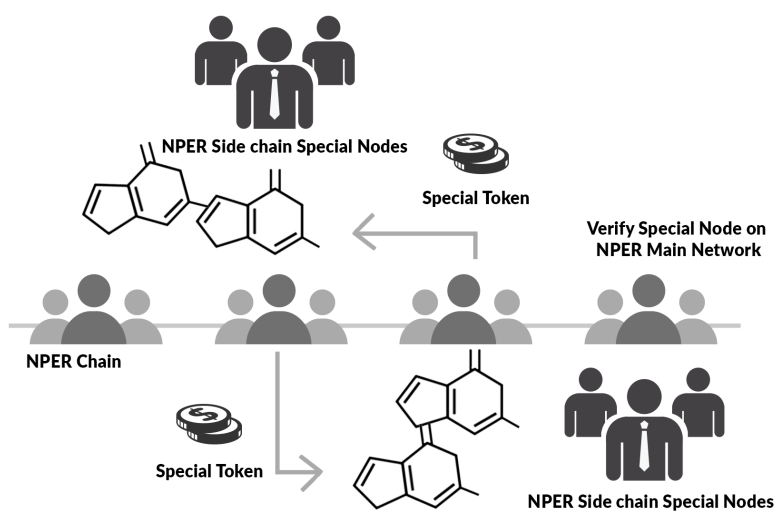 NPER Side chain Special Nodes
Special Token
Verify Special Node on
NPER Main Network
NPER Chain
Special Token
NPER Side chain Special Nodes